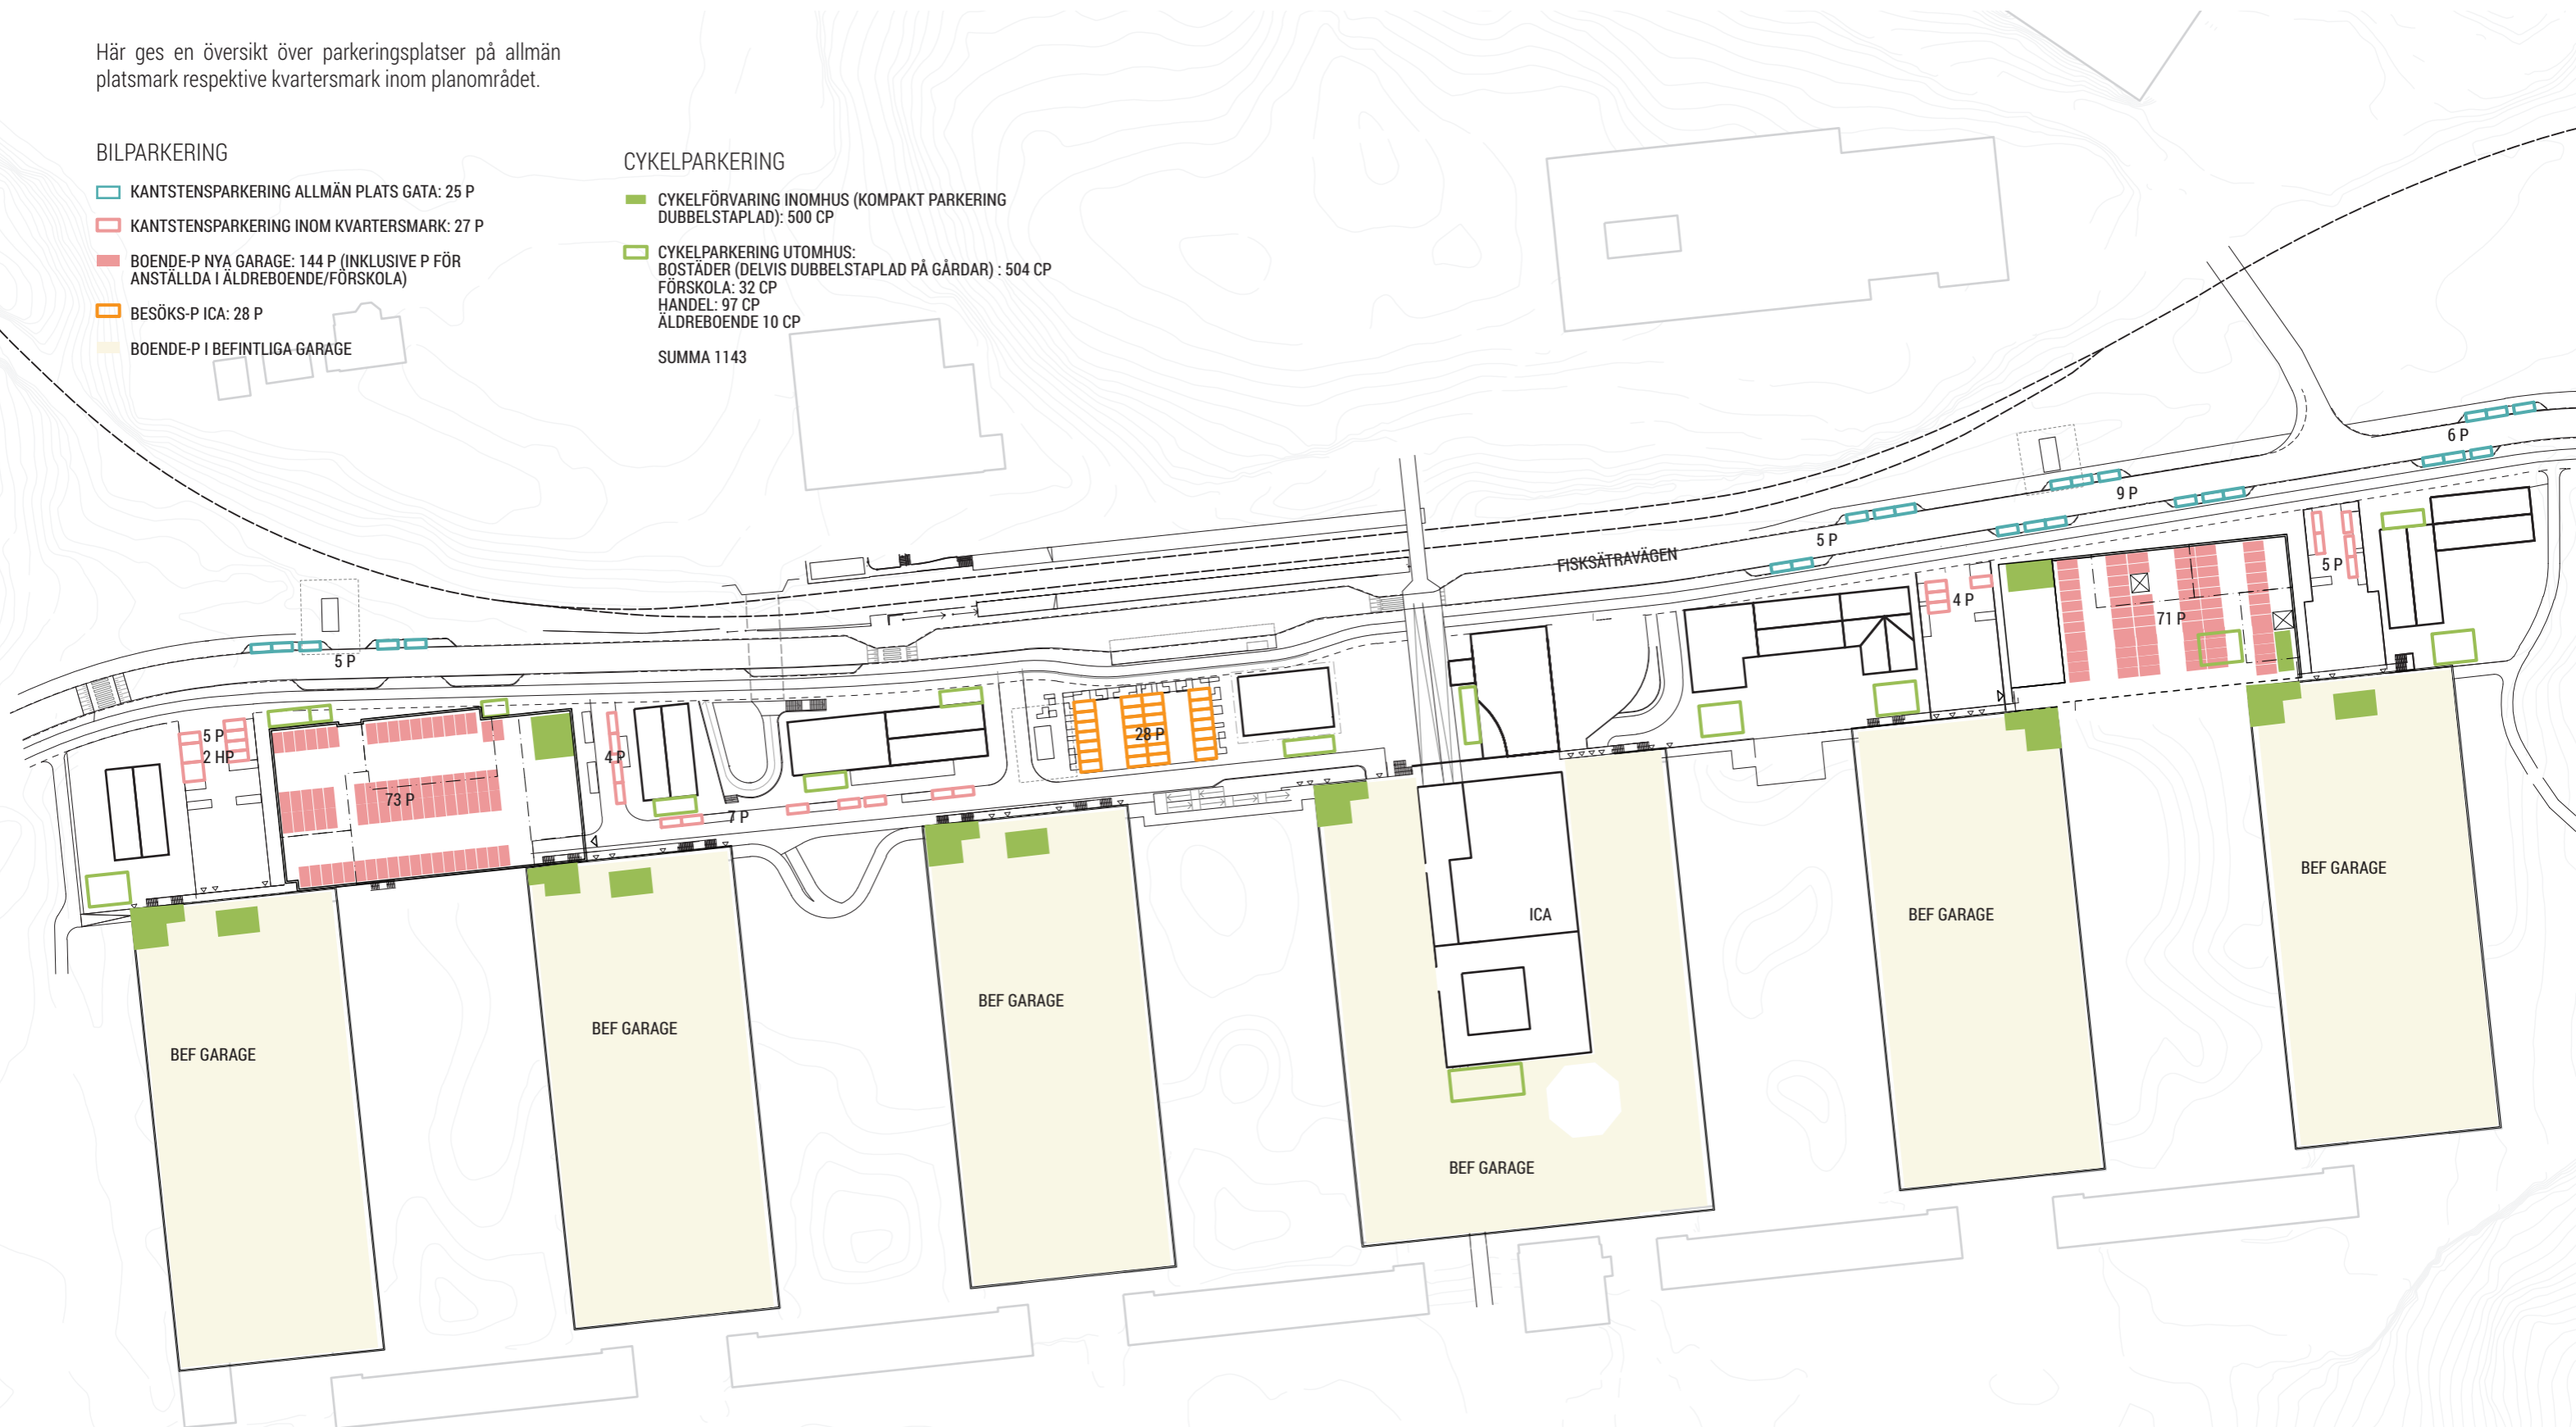 Här ges en översikt över parkeringsplatser på allmän
platsmark respektive kvartersmark inom planområdet.
BILPARKERING
KANTSTENSPARKERING ALLMÄN PLATS GATA: 25 P
KANTSTENSPARKERING INOM KVARTERSMARK: 27 P
BOENDE-P NYA GARAGE: 144 P (INKLUSIVE P FÖR
ANSTÄLLDA I ÄLDREBOENDE/FÖRSKOLA)
BESÖKS-P ICA: 28 P
BOENDE-P I BEFINTLIGA GARAGE
CYKELPARKERING
CYKELFÖRVARING INOMHUS (KOMPAKT PARKERING
DUBBELSTAPLAD): 500 CP
CYKELPARKERING UTOMHUS:
BOSTÄDER (DELVIS DUBBELSTAPLAD PÅ GÅRDAR) : 504 CP
FÖRSKOLA: 32 CP
HANDEL: 97 CP
ÄLDREBOENDE 10 CP
SUMMA 1143
6 P
9 P
5 P
FISKSÄTRAVÄGEN
5 P
4 P
71 P
5 P
5 P
2 HP
4 P
28 P
73 P
7 P
BEF GARAGE
ICA
BEF GARAGE
BEF GARAGE
BEF GARAGE
BEF GARAGE
BEF GARAGE